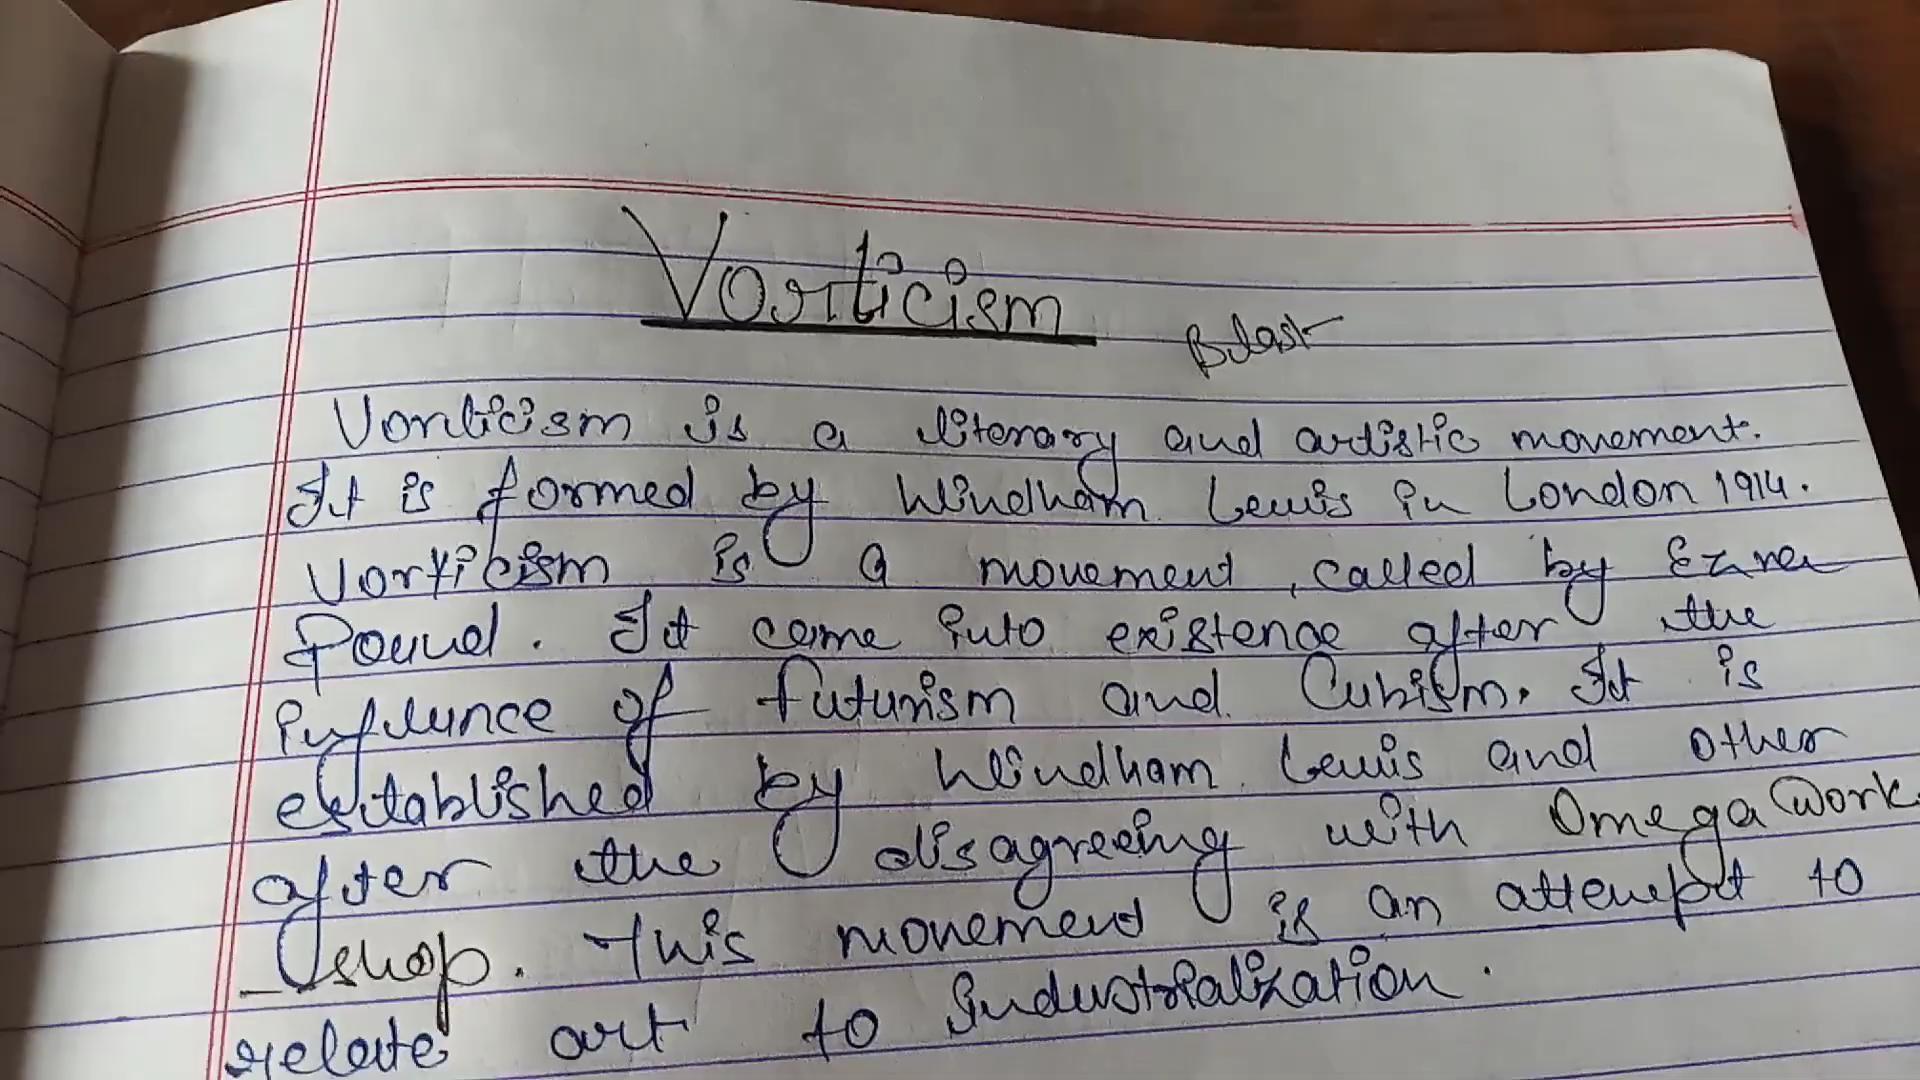 Vorticism
Blast
Vorticism is a literary and artistic movement.
It is formed by Windham Lewis in London 1914.
Vorticism is a movement, called by Ezra
Pound. It came into existence after the
influnce of futurism and Cubism. It is
established by Windham Lewis and other
after the disagreeing with Omega Work
shop. This movement is an attempt to
relate art to Industrialization.